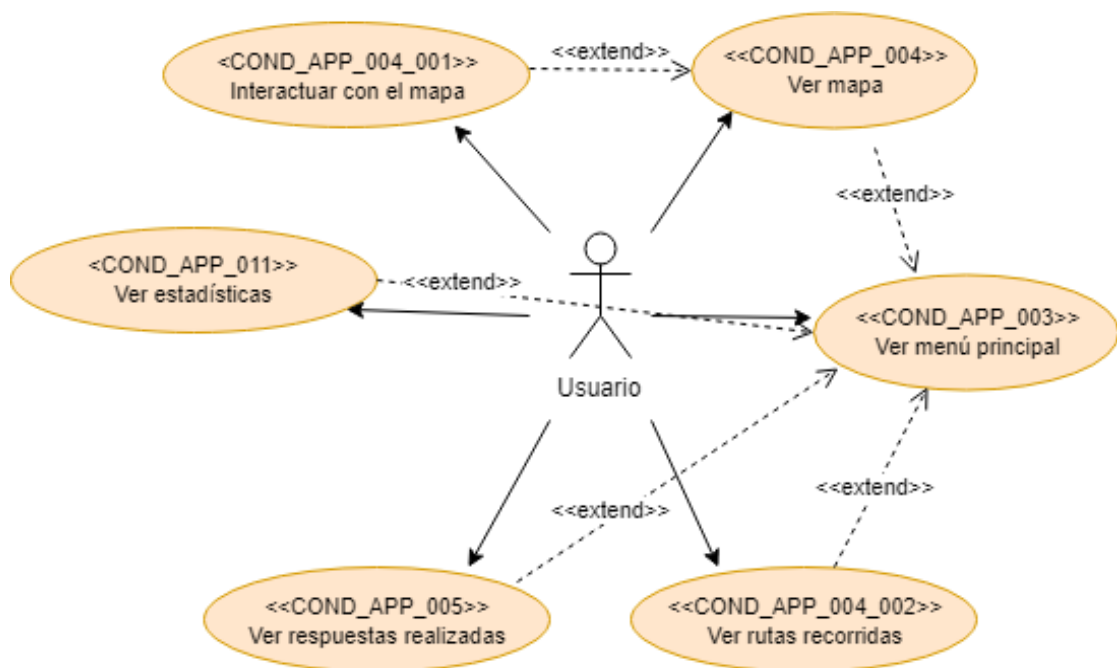 <COND_APP_004_001>>
Interactuar con el mapa
<<extend>>
<<COND_APP_004>>
Ver mapa
<<extend>>
<COND_APP_011>>
Ver estadísticas
<<extend>>
<<COND_APP_003>>
Ver menú principal
Usuario
<<extend>>
<<extend>>
<<COND_APP_005>>
Ver respuestas realizadas
<<COND_APP_004_002>>
Ver rutas recorridas